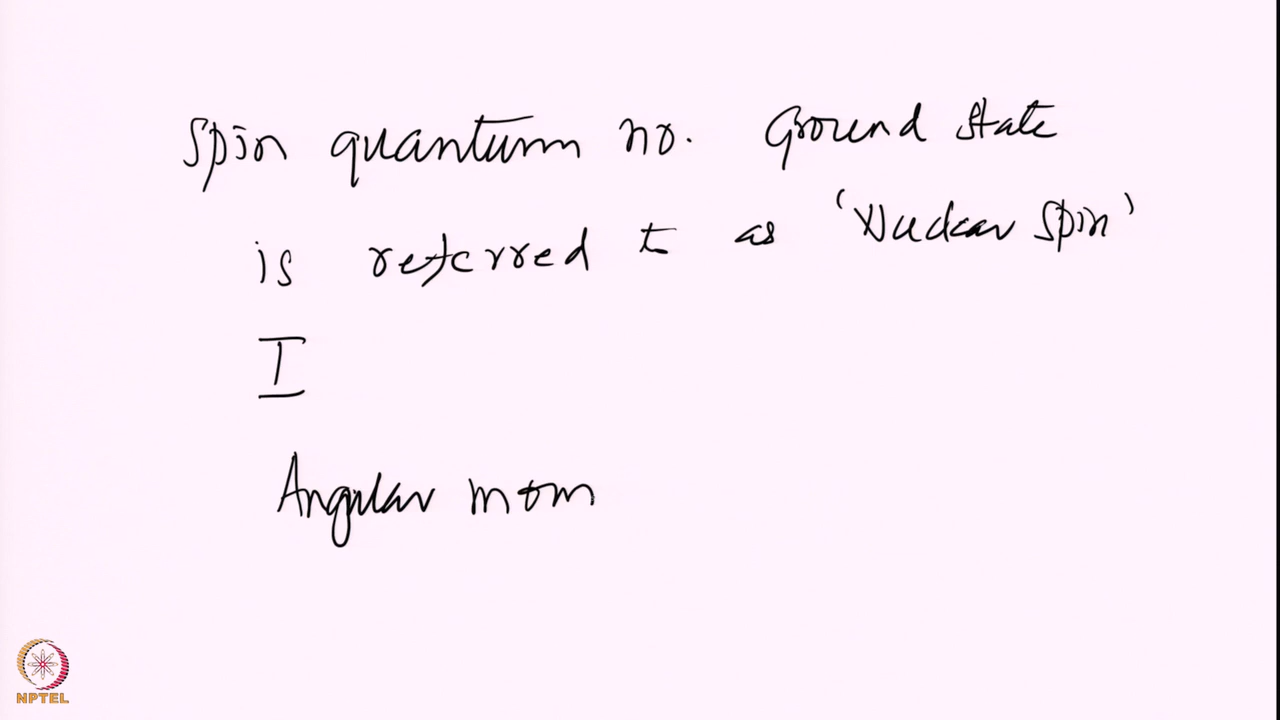 Spin quantum no. Ground State
is referred to as 'Nuclear Spin'
I
Angular mom
NPTEL